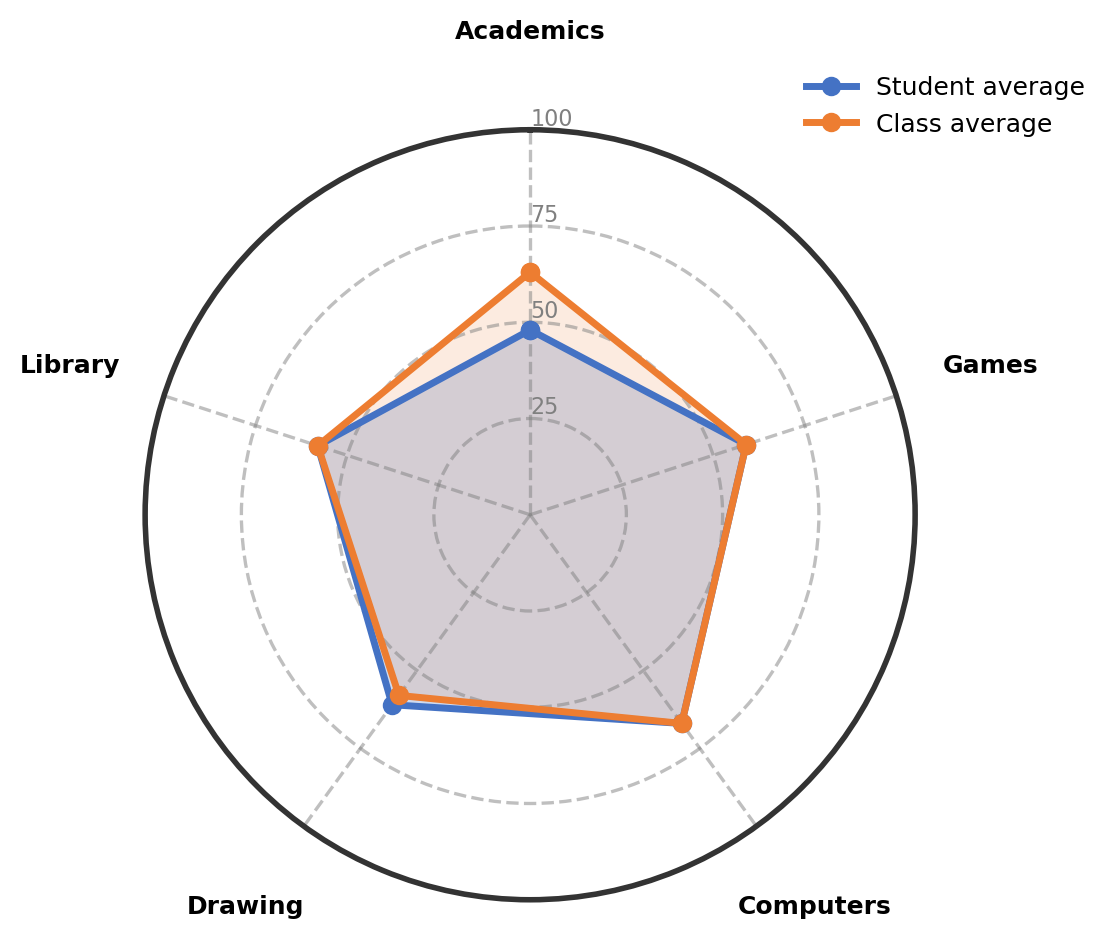 Academics
Student average
Class average
100
75
50
25
Library
Games
Drawing
Computers